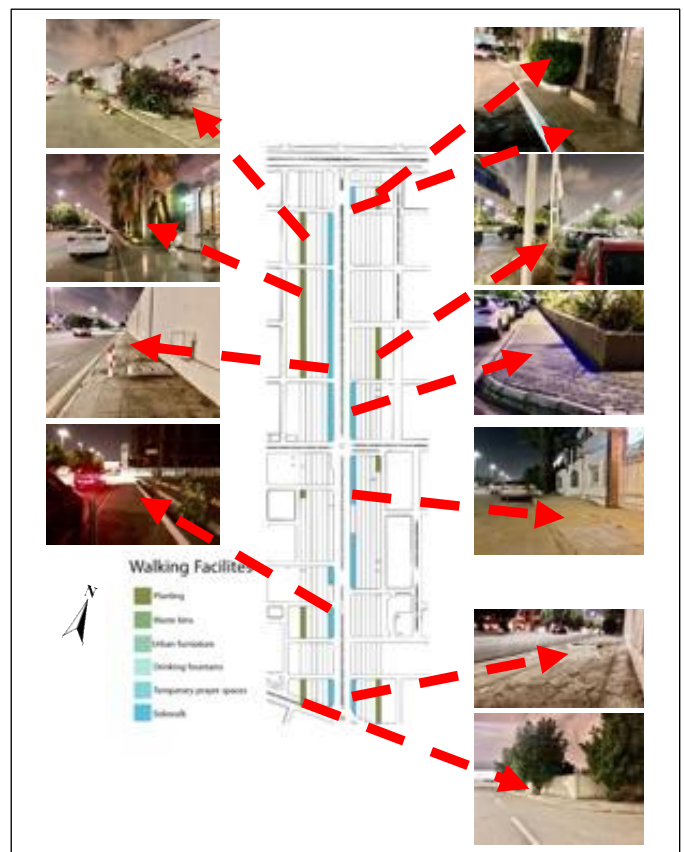 Walking Facilites
N
Planting
Waste bins
Urban furniture
Drinking fountains
Temporary prayer spaces
Sidewalk